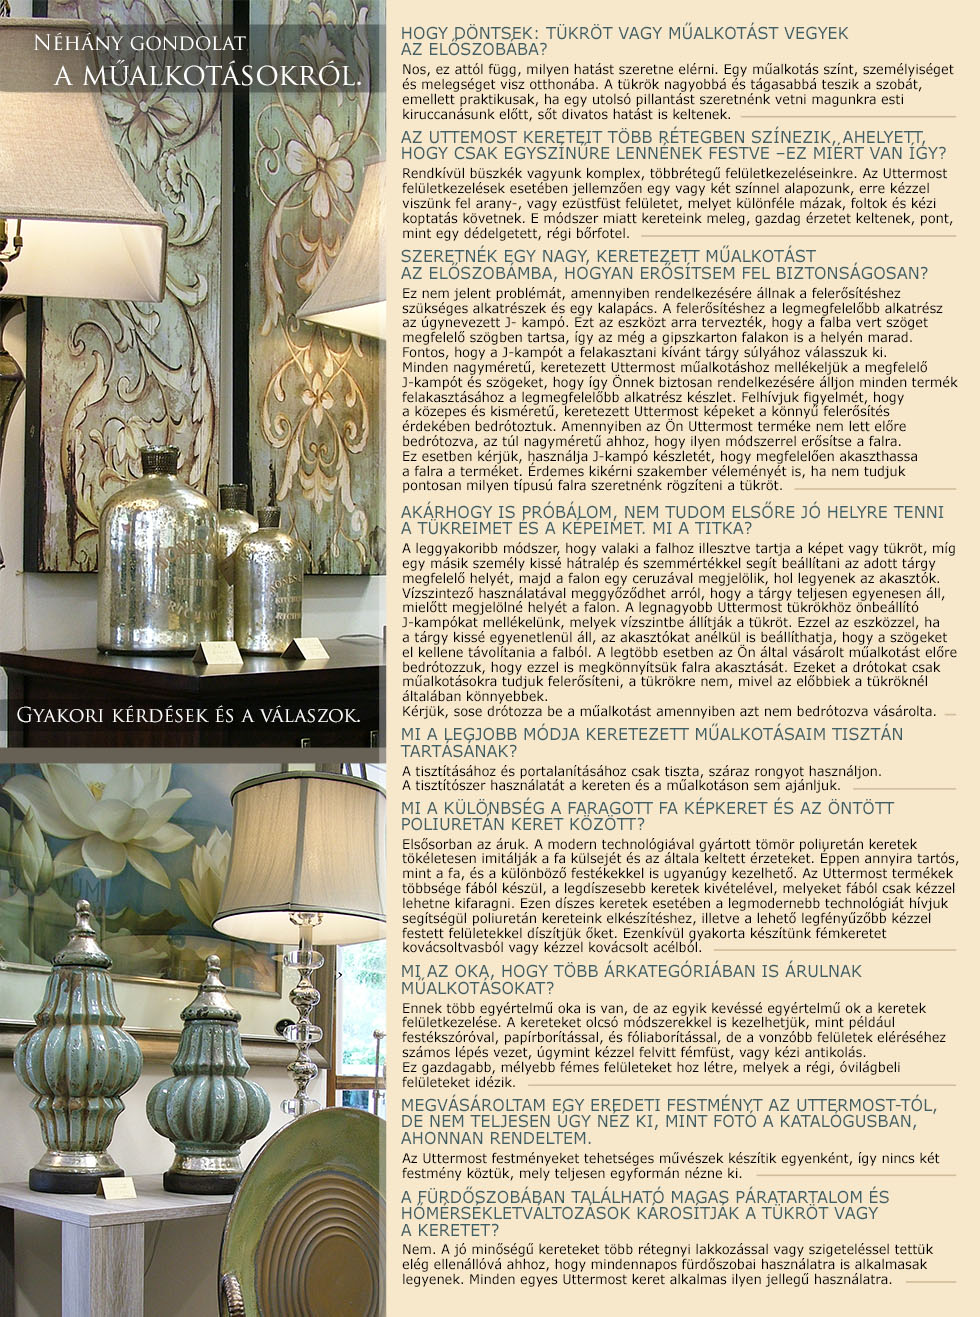 Néhány gondolat
a műalkotásokról.
Gyakori kérdések és a válaszok.
HOGY DÖNTSEK: TÜKRÖT VAGY MŰALKOTÁST VEGYEK
AZ ELŐSZOBÁBA?
Nos, ez attól függ, milyen hatást szeretne elérni. Egy műalkotás színt, személyiséget
és melegséget visz otthonába. A tükrök nagyobbá és tágasabbá teszik a szobát,
emellett praktikusak, ha egy utolsó pillantást szeretnénk vetni magunkra esti
kiruccanásunk előtt, sőt divatos hatást is keltenek.
AZ UTTEMOST KERETEIT TÖBB RÉTEGBEN SZÍNEZIK, AHELYETT,
HOGY CSAK EGYSZÍNŰRE LENNÉNEK FESTVE –EZ MIÉRT VAN ÍGY?
Rendkívül büszkék vagyunk komplex, többrétegű felületkezeléseinkre. Az Uttermost
felületkezelések esetében jellemzően egy vagy két színnel alapozunk, erre kézzel
viszünk fel arany-, vagy ezüstfüst felületet, melyet különféle mázak, foltok és kézi
koptatás követnek. E módszer miatt kereteink meleg, gazdag érzetet keltenek, pont,
mint egy dédelgetett, régi bőrfotel.
SZERETNÉK EGY NAGY, KERETEZETT MŰALKOTÁST
AZ ELŐSZOBÁMBA, HOGYAN ERŐSÍTSEM FEL BIZTONSÁGOSAN?
Ez nem jelent problémát, amennyiben rendelkezésére állnak a felerősítéshez
szükséges alkatrészek és egy kalapács. A felerősítéshez a legmegfelelőbb alkatrész
az úgynevezett J- kampó. Ezt az eszközt arra tervezték, hogy a falba vert szöget
megfelelő szögben tartsa, így az még a gipszkarton falakon is a helyén marad.
Fontos, hogy a J-kampót a felakasztani kívánt tárgy súlyához válasszuk ki.
Minden nagyméretű, keretezett Uttermost műalkotáshoz mellékeljük a megfelelő
J-kampót és szögeket, hogy így Önnek biztosan rendelkezésére álljon minden termék
felakasztásához a legmegfelelőbb alkatrész készlet. Felhívjuk figyelmét, hogy
a közepes és kisméretű, keretezett Uttermost képeket a könnyű felerősítés
érdekében bedrótoztuk. Amennyiben az Ön Uttermost terméke nem lett előre
bedrótozva, az túl nagyméretű ahhoz, hogy ilyen módszerrel erősítse a falra.
Ez esetben kérjük, használja J-kampó készletét, hogy megfelelően akaszthassa
a falra a terméket. Érdemes kikérni szakember véleményét is, ha nem tudjuk
pontosan milyen típusú falra szeretnénk rögzíteni a tükröt.
AKÁRHOGY IS PRÓBÁLOM, NEM TUDOM ELSŐRE JÓ HELYRE TENNI
A TÜKREIMET ÉS A KÉPEIMET. MI A TITKA?
A leggyakoribb módszer, hogy valaki a falhoz illesztve tartja a képet vagy tükröt, míg
egy másik személy kissé hátralép és szemmértékkel segít beállítani az adott tárgy
megfelelő helyét, majd a falon egy ceruzával megjelölik, hol legyenek az akasztók.
Vízszintező használatával meggyőződhet arról, hogy a tárgy teljesen egyenesen áll,
mielőtt megjelölné helyét a falon. A legnagyobb Uttermost tükrökhöz önbeállító
J-kampókat mellékelünk, melyek vízszintbe állítják a tükröt. Ezzel az eszközzel, ha
a tárgy kissé egyenetlenül áll, az akasztókat anélkül is beállíthatja, hogy a szögeket
el kellene távolítania a falból. A legtöbb esetben az Ön által vásárolt műalkotást előre
bedrótozzuk, hogy ezzel is megkönnyítsük falra akasztását. Ezeket a drótokat csak
műalkotásokra tudjuk felerősíteni, a tükrökre nem, mivel az előbbiek a tükröknél
általában könnyebbek.
Kérjük, sose drótozza be a műalkotást amennyiben azt nem bedrótozva vásárolta.
MI A LEGJOBB MÓDJA KERETEZETT MŰALKOTÁSAIM TISZTÁN
TARTÁSÁNAK?
A tisztításához és portalanításához csak tiszta, száraz rongyot használjon.
A tisztítószer használatát a kereten és a műalkotáson sem ajánljuk.
MI A KÜLÖNBSÉG A FARAGOTT FA KÉPKERET ÉS AZ ÖNTÖTT
POLIURETÁN KERET KÖZÖTT?
Elsősorban az áruk. A modern technológiával gyártott tömör poliuretán keretek
tökéletesen imitálják a fa külsejét és az általa keltett érzeteket. Éppen annyira tartós,
mint a fa, és a különböző festékekkel is ugyanúgy kezelhető. Az Uttermost termékek
többsége fából készül, a legdíszesebb keretek kivételével, melyeket fából csak kézzel
lehetne kifaragni. Ezen díszes keretek esetében a legmodernebb technológiát hívjuk
segítségül poliuretán kereteink elkészítéshez, illetve a lehető legfényűzőbb kézzel
festett felületekkel díszítjük őket. Ezenkívül gyakorta készítünk fémkeretet
kovácsoltvasból vagy kézzel kovácsolt acélból.
MI AZ OKA, HOGY TÖBB ÁRKATEGÓRIÁBAN IS ÁRULNAK
MŰALKOTÁSOKAT?
Ennek több egyértelmű oka is van, de az egyik kevéssé egyértelmű ok a keretek
felületkezelése. A kereteket olcsó módszerekkel is kezelhetjük, mint például
festékszóróval, papírborítással, és fóliaborítással, de a vonzóbb felületek eléréséhez
számos lépés vezet, úgymint kézzel felvitt fémfüst, vagy kézi antikolás.
Ez gazdagabb, mélyebb fémes felületeket hoz létre, melyek a régi, óvilágbeli
felületeket idézik.
MEGVÁSÁROLTAM EGY EREDETI FESTMÉNYT AZ UTTERMOST-TÓL,
DE NEM TELJESEN ÚGY NÉZ KI, MINT FOTÓ A KATALÓGUSBAN,
AHONNAN RENDELTEM.
Az Uttermost festményeket tehetséges művészek készítik egyenként, így nincs két
festmény köztük, mely teljesen egyformán nézne ki.
A FÜRDŐSZOBÁBAN TALÁLHATÓ MAGAS PÁRATARTALOM ÉS
HŐMÉRSÉKLETVÁLTOZÁSOK KÁROSÍTJÁK A TÜKRÖT VAGY
A KERETET?
Nem. A jó minőségű kereteket több rétegnyi lakkozással vagy szigeteléssel tettük
elég ellenállóvá ahhoz, hogy mindennapos fürdőszobai használatra is alkalmasak
legyenek. Minden egyes Uttermost keret alkalmas ilyen jellegű használatra.